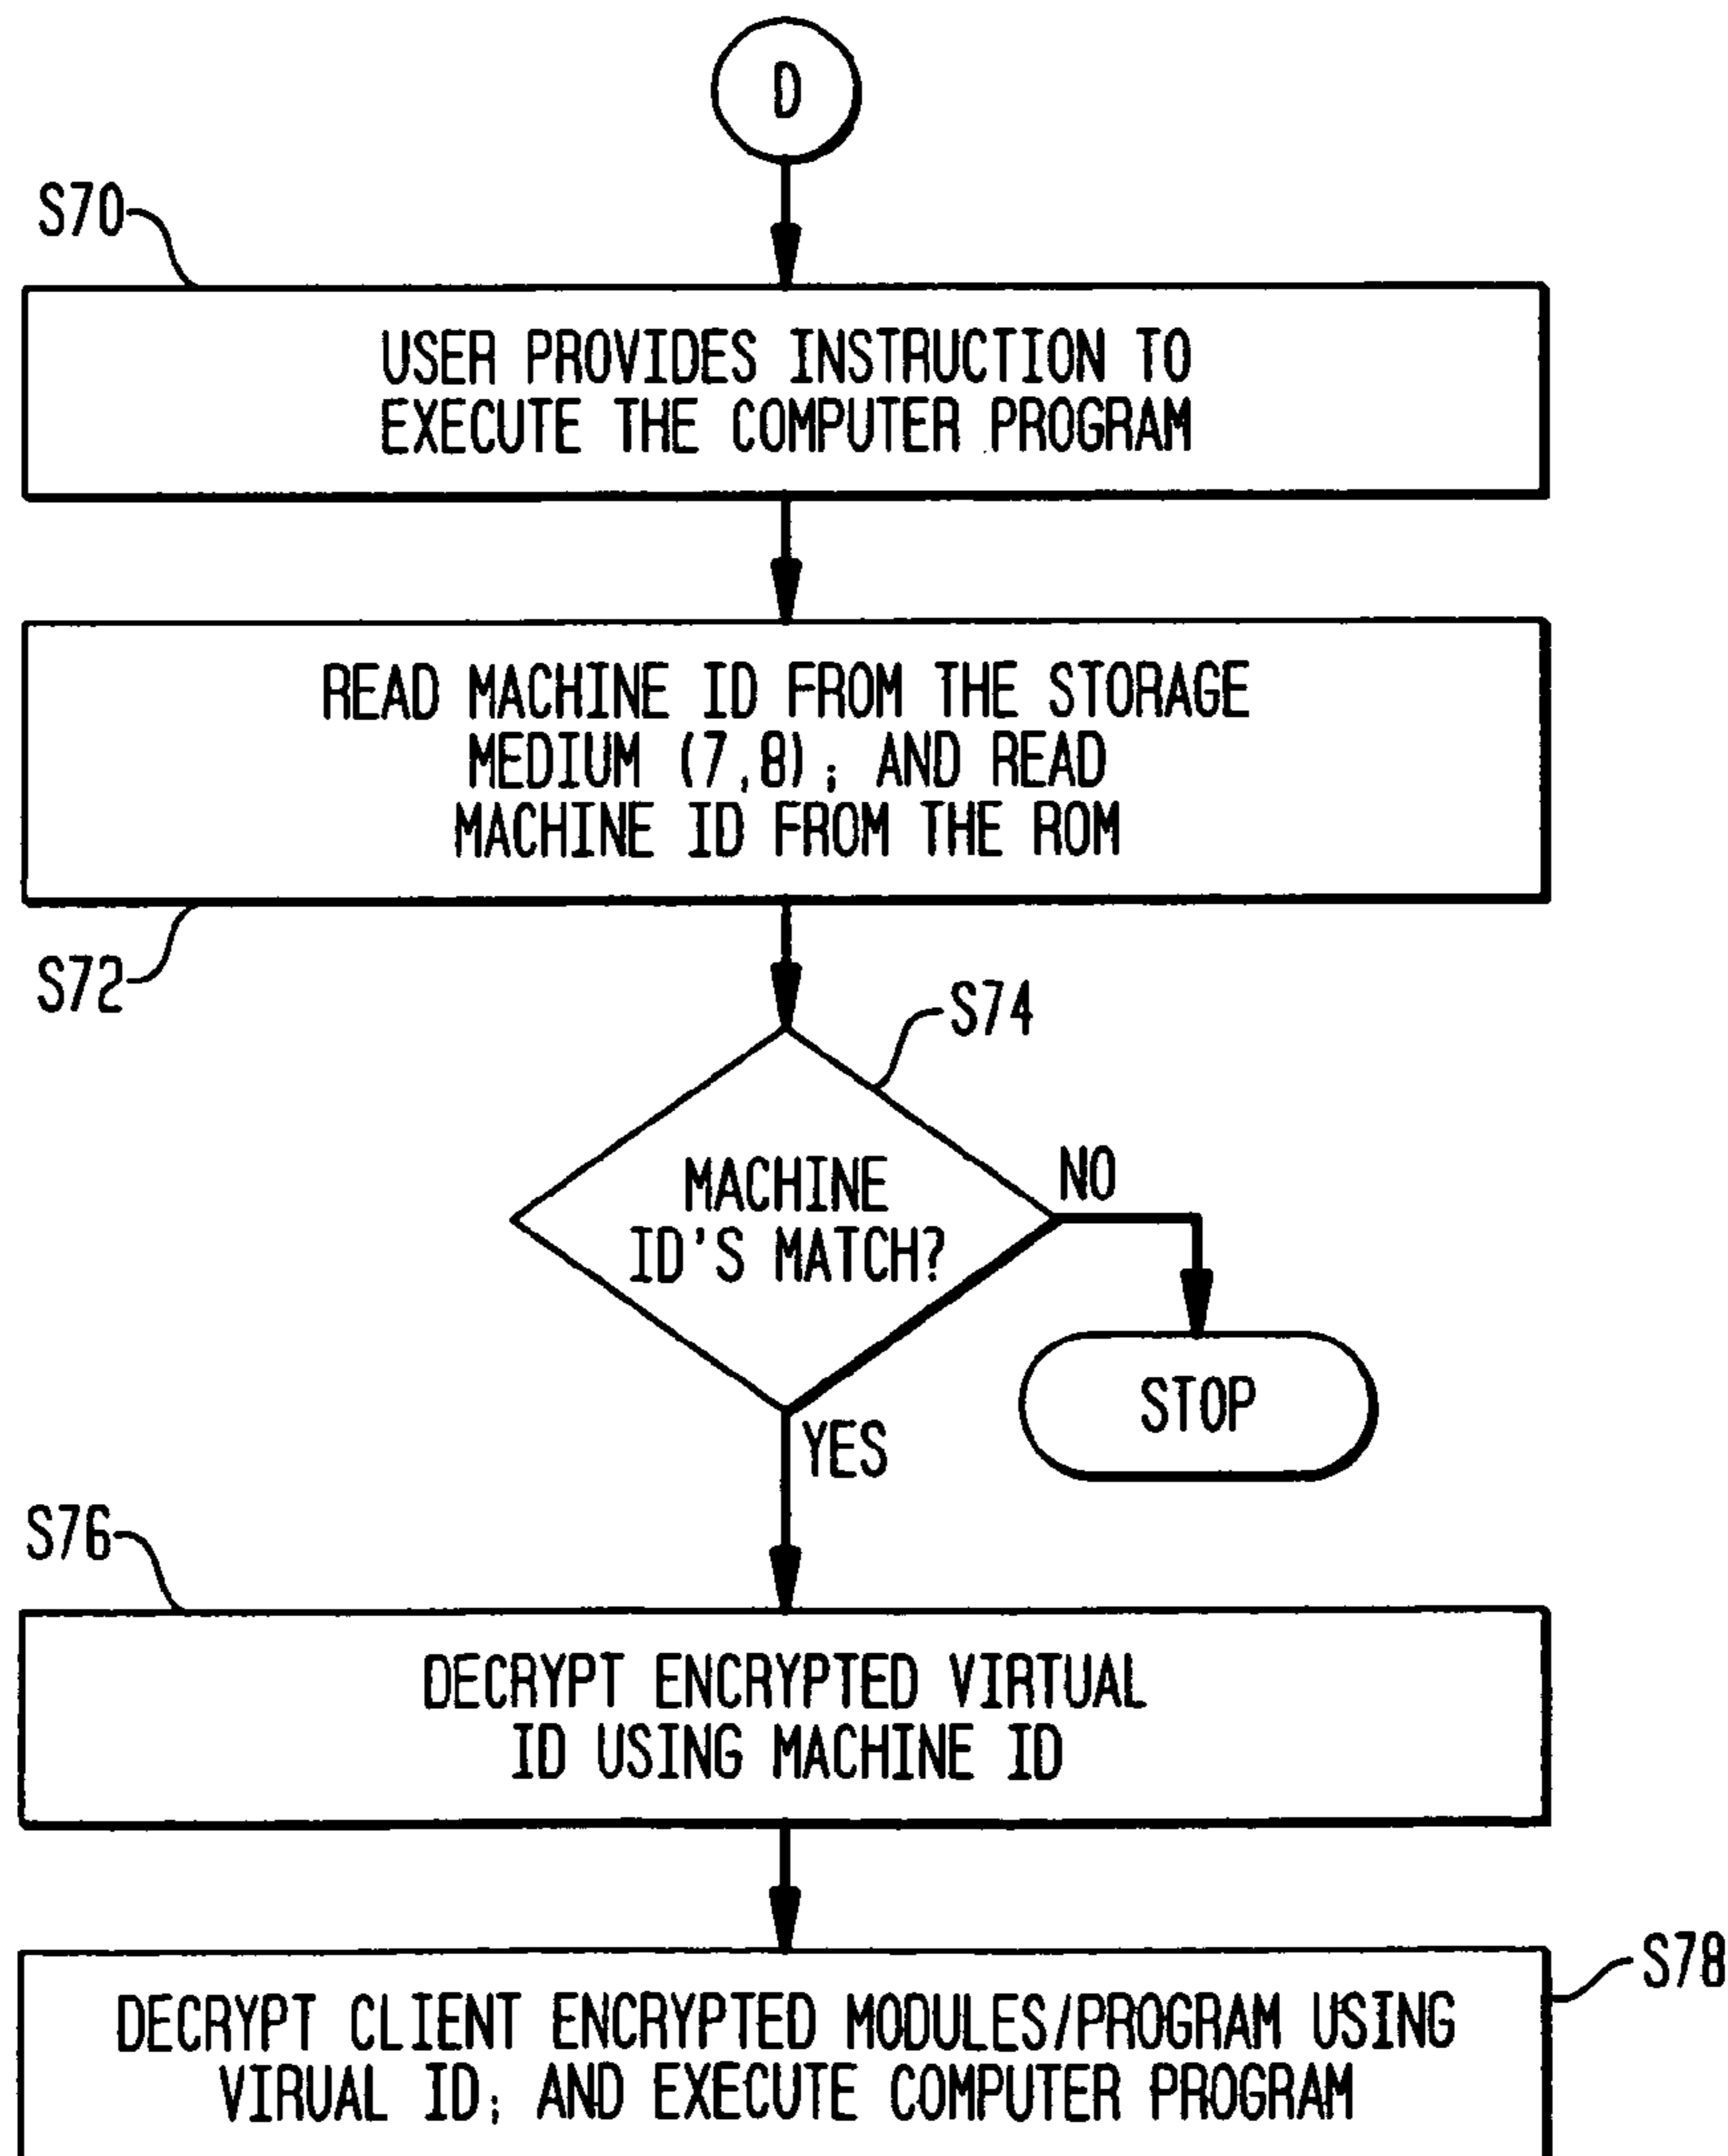 D
S70
USER PROVIDES INSTRUCTION TO
EXECUTE THE COMPUTER PROGRAM
READ MACHINE ID FROM THE STORAGE
MEDIUM (7,8); AND READ
MACHINE ID FROM THE ROM
S72
S74
MACHINE
ID'S MATCH?
NO
STOP
YES
S76
DECRYPT ENCRYPTED VIRTUAL
ID USING MACHINE ID
S78
DECRYPT CLIENT ENCRYPTED MODULES/PROGRAM USING
VIRUAL ID; AND EXECUTE COMPUTER PROGRAM